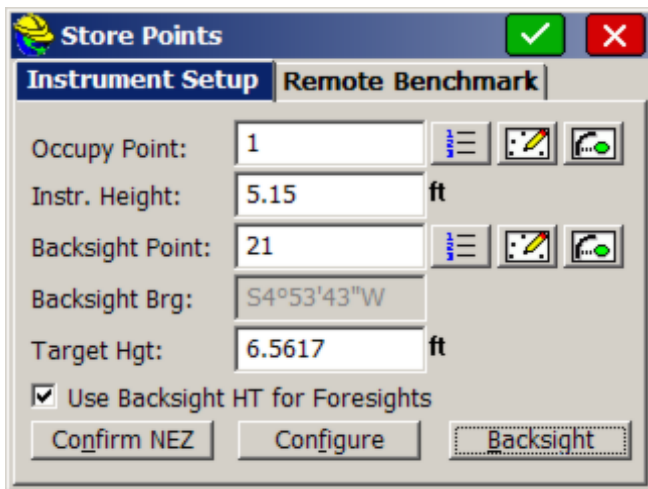 Store Points
Instrument Setup Remote Benchmark
Occupy Point: 1
Instr. Height: 5.15 ft
Backsight Point: 21
Backsight Brg: S4°53'43"W
Target Hgt: 6.5617 ft
Use Backsight HT for Foresights
Confirm NEZ Configure Backsight